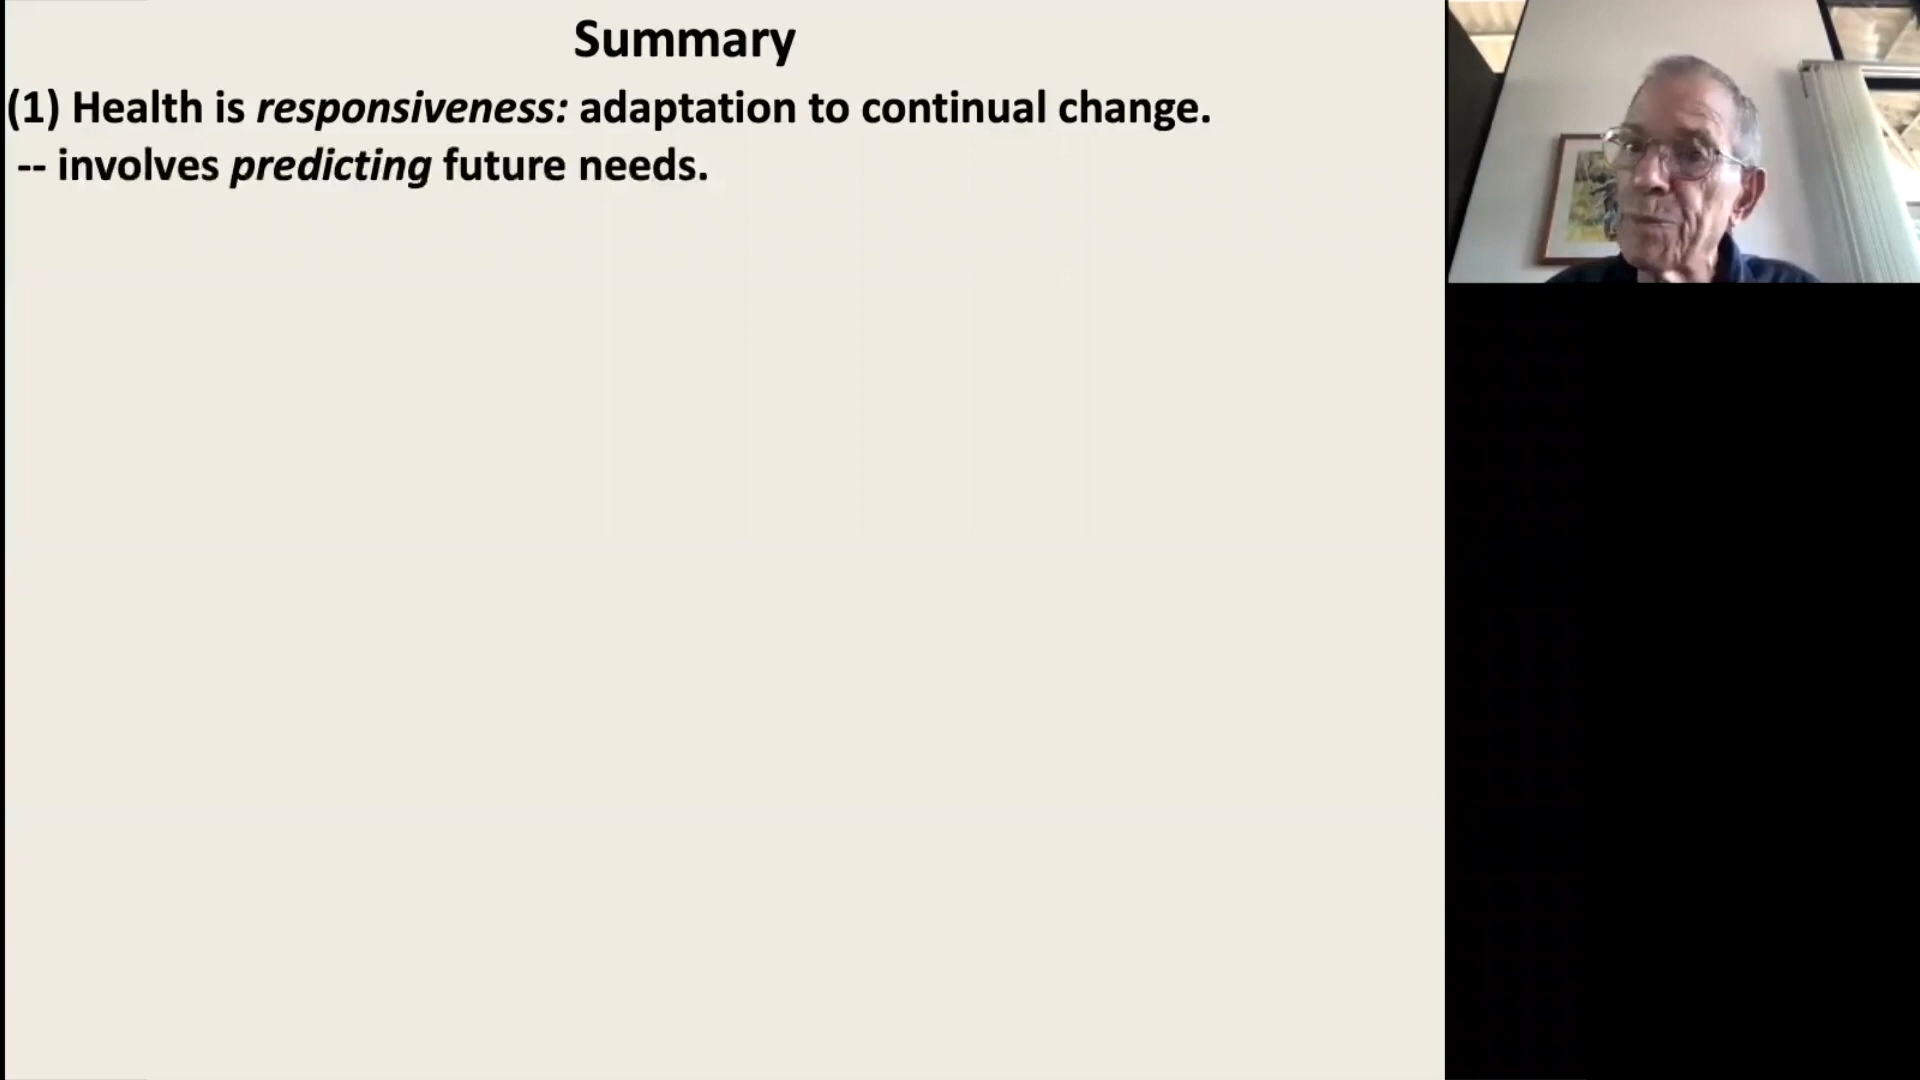 Summary
(1) Health is responsiveness: adaptation to continual change.
-- involves predicting future needs.